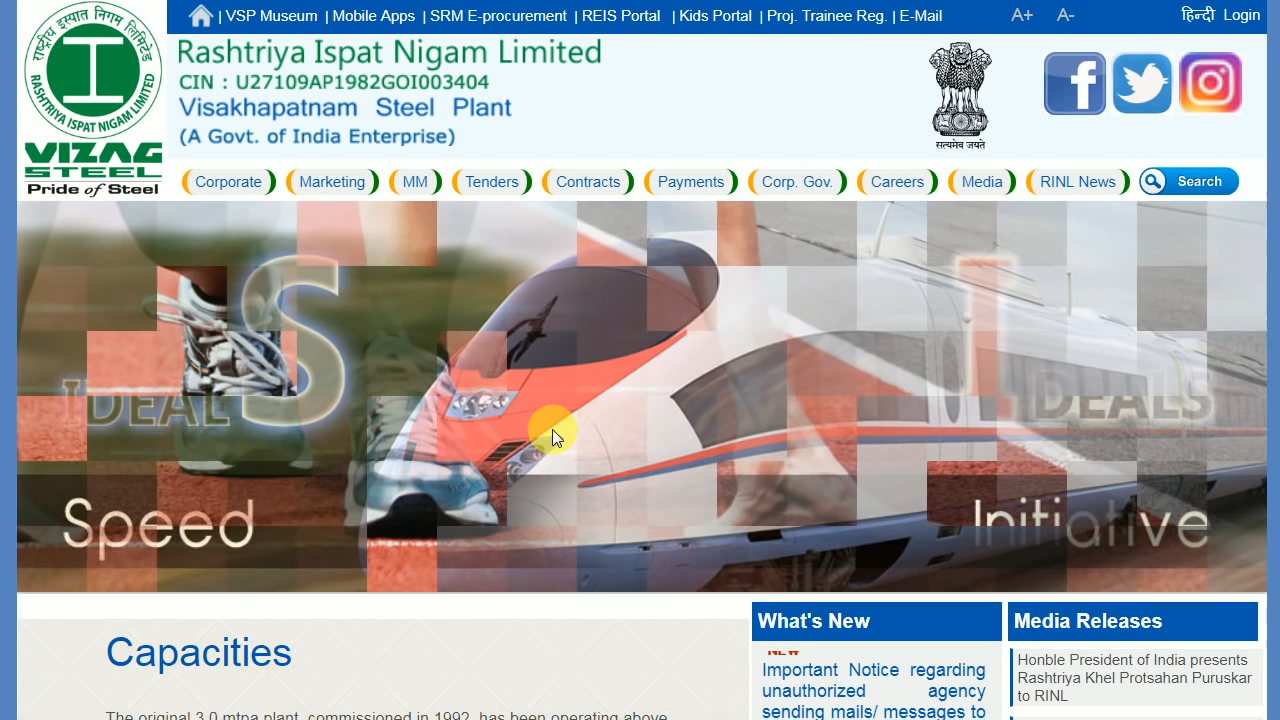 | VSP Museum | Mobile Apps | SRM E-procurement | REIS Portal | Kids Portal | Proj. Trainee Reg. | E-Mail A+ A- हिन्दी Login
राष्ट्रीय इस्पात निगम लिमिटेड
RASHTRIYA ISPAT NIGAM LIMITED
VIZAG
STEEL
Pride of Steel
Rashtriya Ispat Nigam Limited
CIN : U27109AP1982GOI003404
Visakhapatnam Steel Plant
(A Govt. of India Enterprise)
सत्यमेव जयते
Corporate Marketing MM Tenders Contracts Payments Corp. Gov. Careers Media RINL News Search
S I
IDEAL DEALS
Speed Initiative
Capacities
The original 3.0 mtpa plant, commissioned in 1992, has been operating above
What's New
NEW
Important Notice regarding
unauthorized agency
sending mails/ messages to
Media Releases
Honble President of India presents
Rashtriya Khel Protsahan Puruskar
to RINL